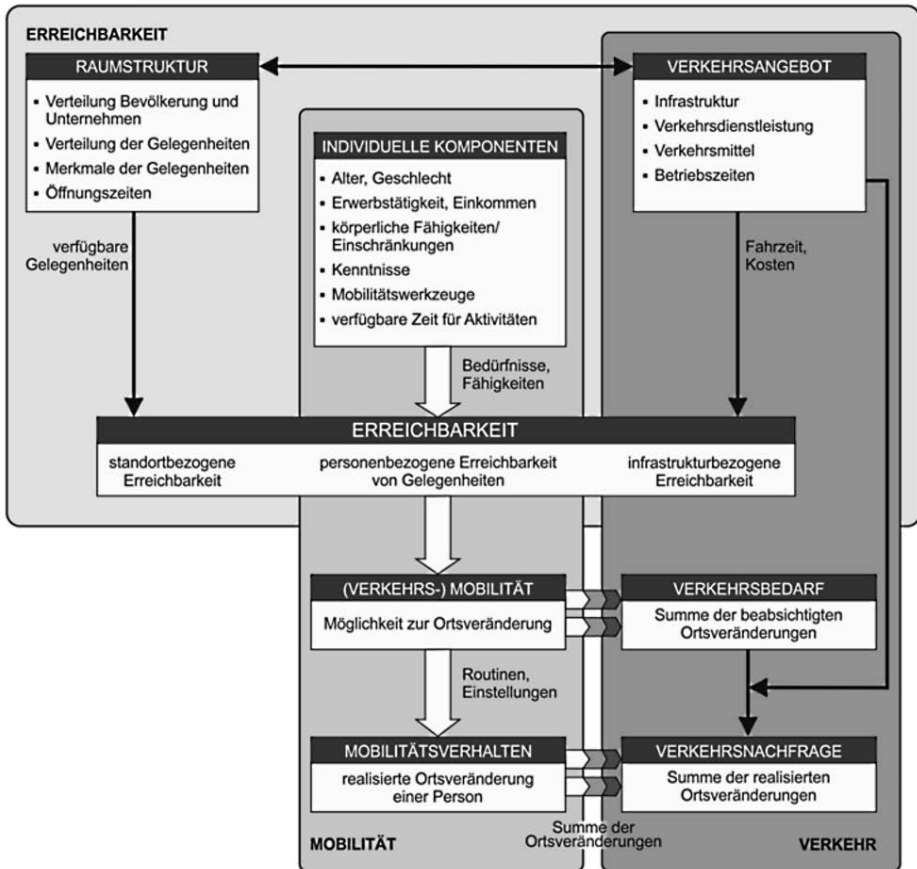 ERREICHBARKEIT
RAUMSTRUKTUR
▪ Verteilung Bevölkerung und
Unternehmen
▪ Verteilung der Gelegenheiten
▪ Merkmale der Gelegenheiten
▪ Öffnungszeiten
VERKEHRSANGEBOT
▪ Infrastruktur
▪ Verkehrsdienstleistung
▪ Verkehrsmittel
▪ Betriebszeiten
INDIVIDUELLE KOMPONENTEN
▪ Alter, Geschlecht
▪ Erwerbstätigkeit, Einkommen
▪ körperliche Fähigkeiten/
Einschränkungen
▪ Kenntnisse
▪ Mobilitätswerkzeuge
▪ verfügbare Zeit für Aktivitäten
verfügbare
Gelegenheiten
Fahrzeit,
Kosten
Bedürfnisse,
Fähigkeiten
ERREICHBARKEIT
standortbezogene
Erreichbarkeit
personenbezogene Erreichbarkeit
von Gelegenheiten
infrastrukturbezogene
Erreichbarkeit
(VERKEHRS-) MOBILITÄT
Möglichkeit zur Ortsveränderung
VERKEHRSBEDARF
Summe der beabsichtigten
Ortsveränderungen
Routinen,
Einstellungen
MOBILITÄTSVERHALTEN
realisierte Ortsveränderung
einer Person
VERKEHRSNACHFRAGE
Summe der realisierten
Ortsveränderungen
Summe der
Ortsveränderungen
MOBILITÄT
VERKEHR